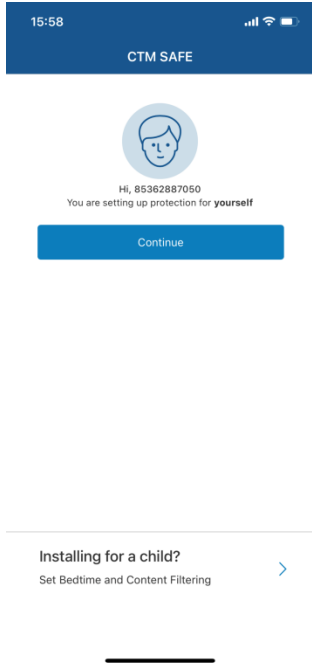 15:58
CTM SAFE
Hi, 85362887050
You are setting up protection for yourself
Continue
Installing for a child?
Set Bedtime and Content Filtering